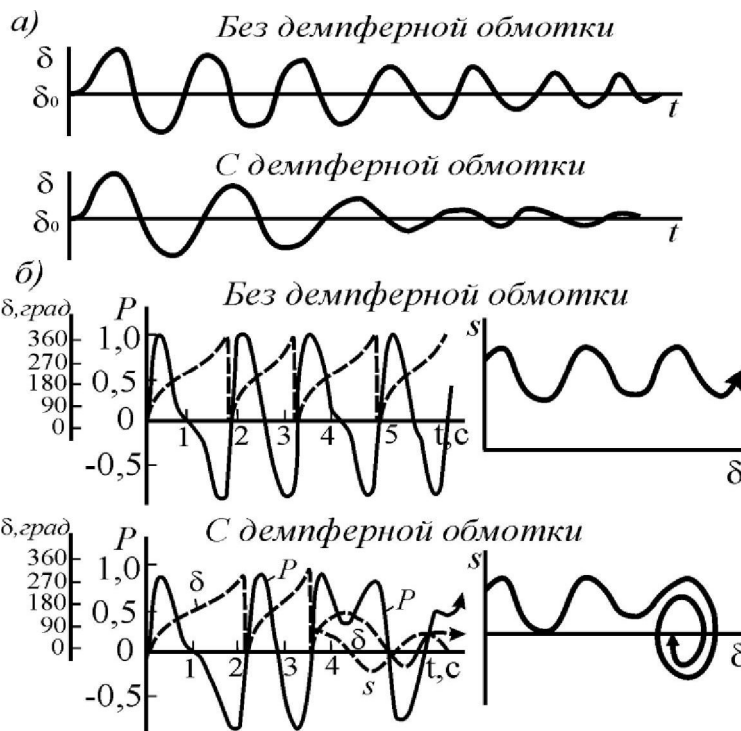 а)
Без демпферной обмотки
δ
δ₀
t
С демпферной обмотки
δ
δ₀
t
б)
Без демпферной обмотки
δ,град
360
270
180
90
0
P
1,0
0,5
0
-0,5
1 2 3 4 5 t,c
s
δ
С демпферной обмотки
δ,град
360
270
180
90
0
P
1,0
0,5
0
-0,5
δ P P
δ
s
1 2 3 4 t,c
s
δ